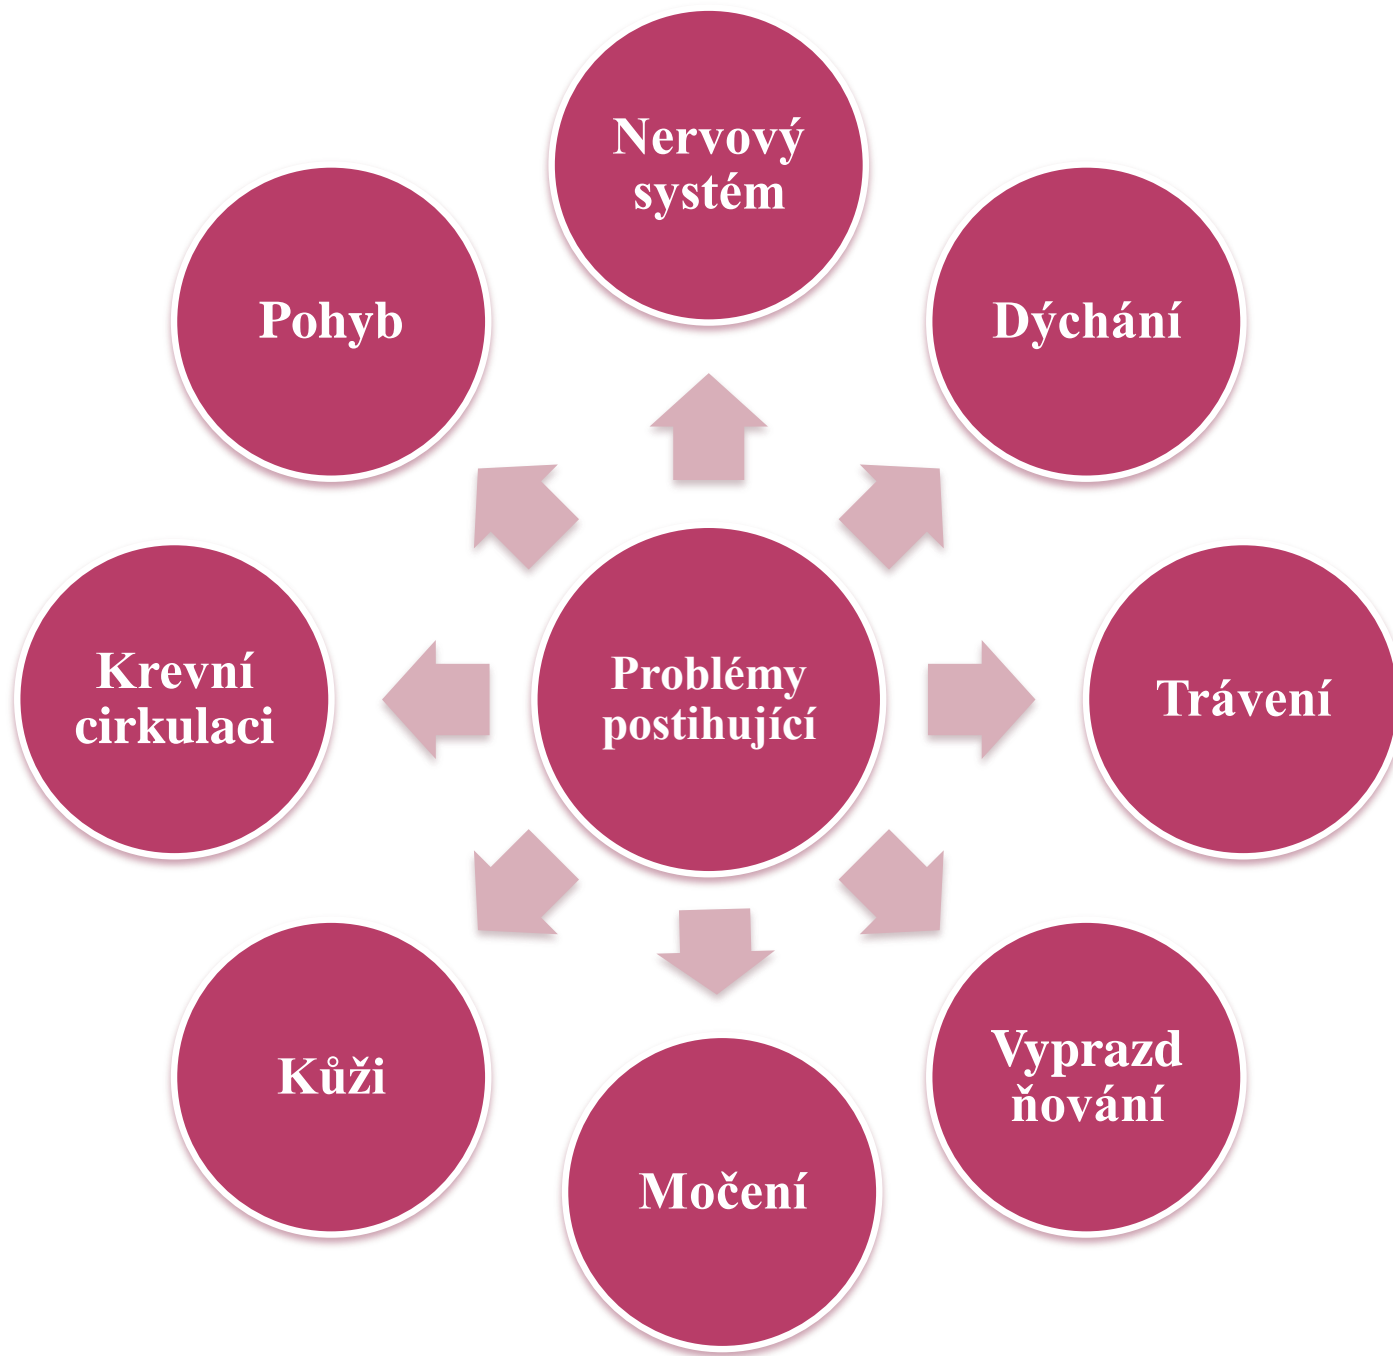 Nervový
systém
Dýchání
Trávení
Vyprazd
ňování
Močení
Kůži
Krevní
cirkulaci
Pohyb
Problémy
postihující